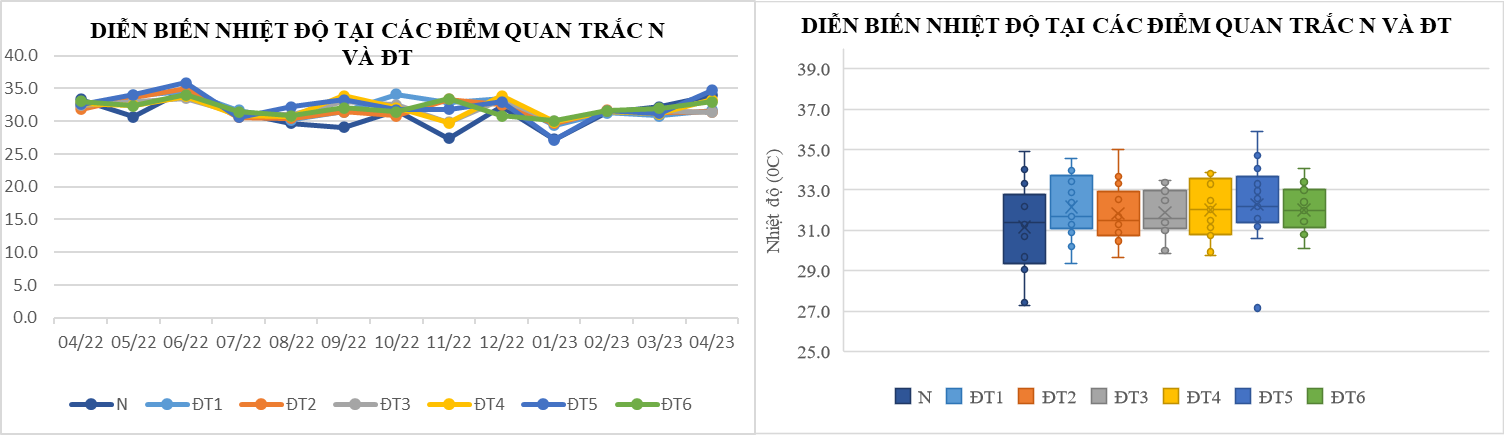 DIỄN BIẾN NHIỆT ĐỘ TẠI CÁC ĐIỂM QUAN TRẮC N
VÀ ĐT
40.0
35.0
30.0
25.0
20.0
15.0
10.0
5.0
0.0
04/22 05/22 06/22 07/22 08/22 09/22 10/22 11/22 12/22 01/23 02/23 03/23 04/23
N ĐT1 ĐT2 ĐT3 ĐT4 ĐT5 ĐT6
DIỄN BIẾN NHIỆT ĐỘ TẠI CÁC ĐIỂM QUAN TRẮC N VÀ ĐT
Nhiệt độ (0C)
39.0
37.0
35.0
33.0
31.0
29.0
27.0
25.0
N ĐT1 ĐT2 ĐT3 ĐT4 ĐT5 ĐT6